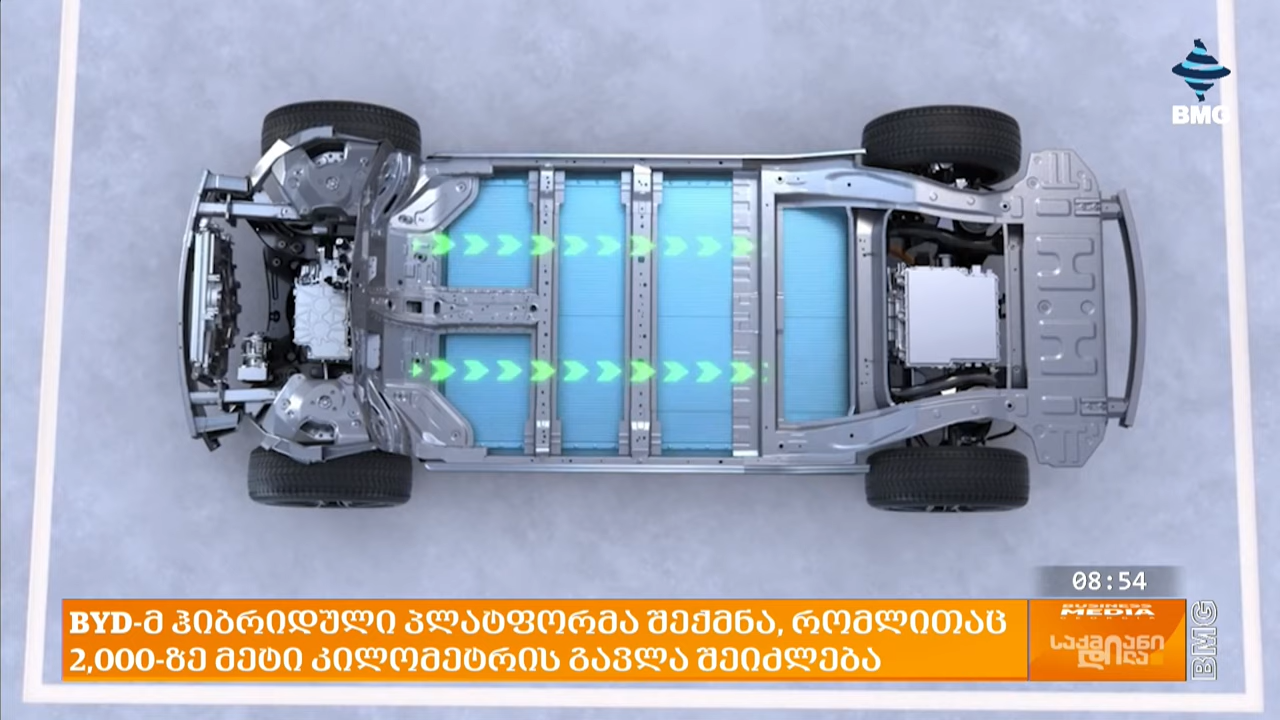 BMG
08:54
BYD-მ ჰიბრიდული პლატფორმა შექმნა, რომლითაც
2,000-ზე მეტი კილომეტრის გავლა შეიძლება
BUSINESS
MEDIA
GEORGIA
საქმიანი
დილა
BMG